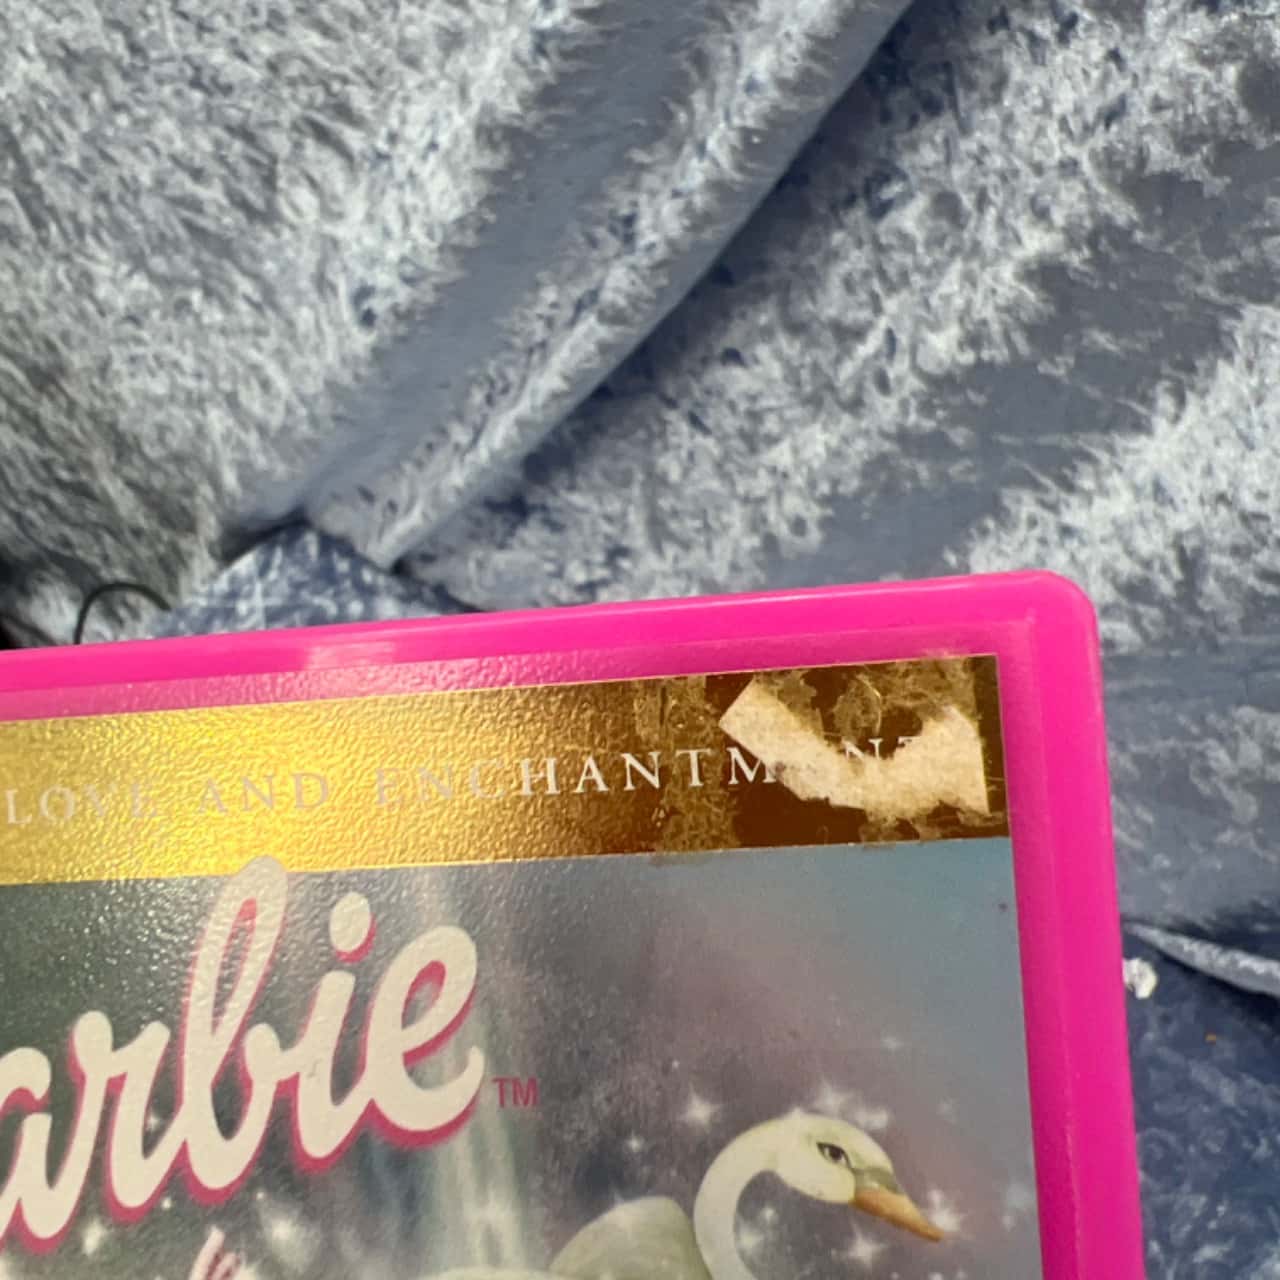 LOVE AND ENCHANTM
arbie™